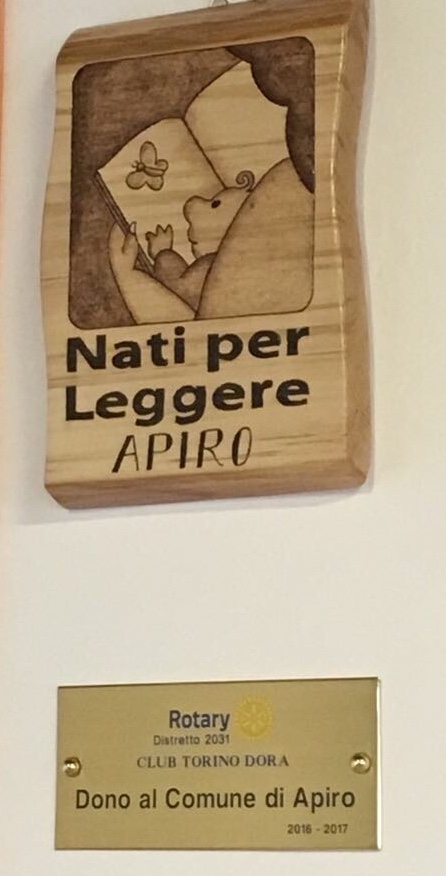 Nati per
Leggere
APIRO
Rotary
Distretto 2031
CLUB TORINO DORA
Dono al Comune di Apiro
2016 - 2017